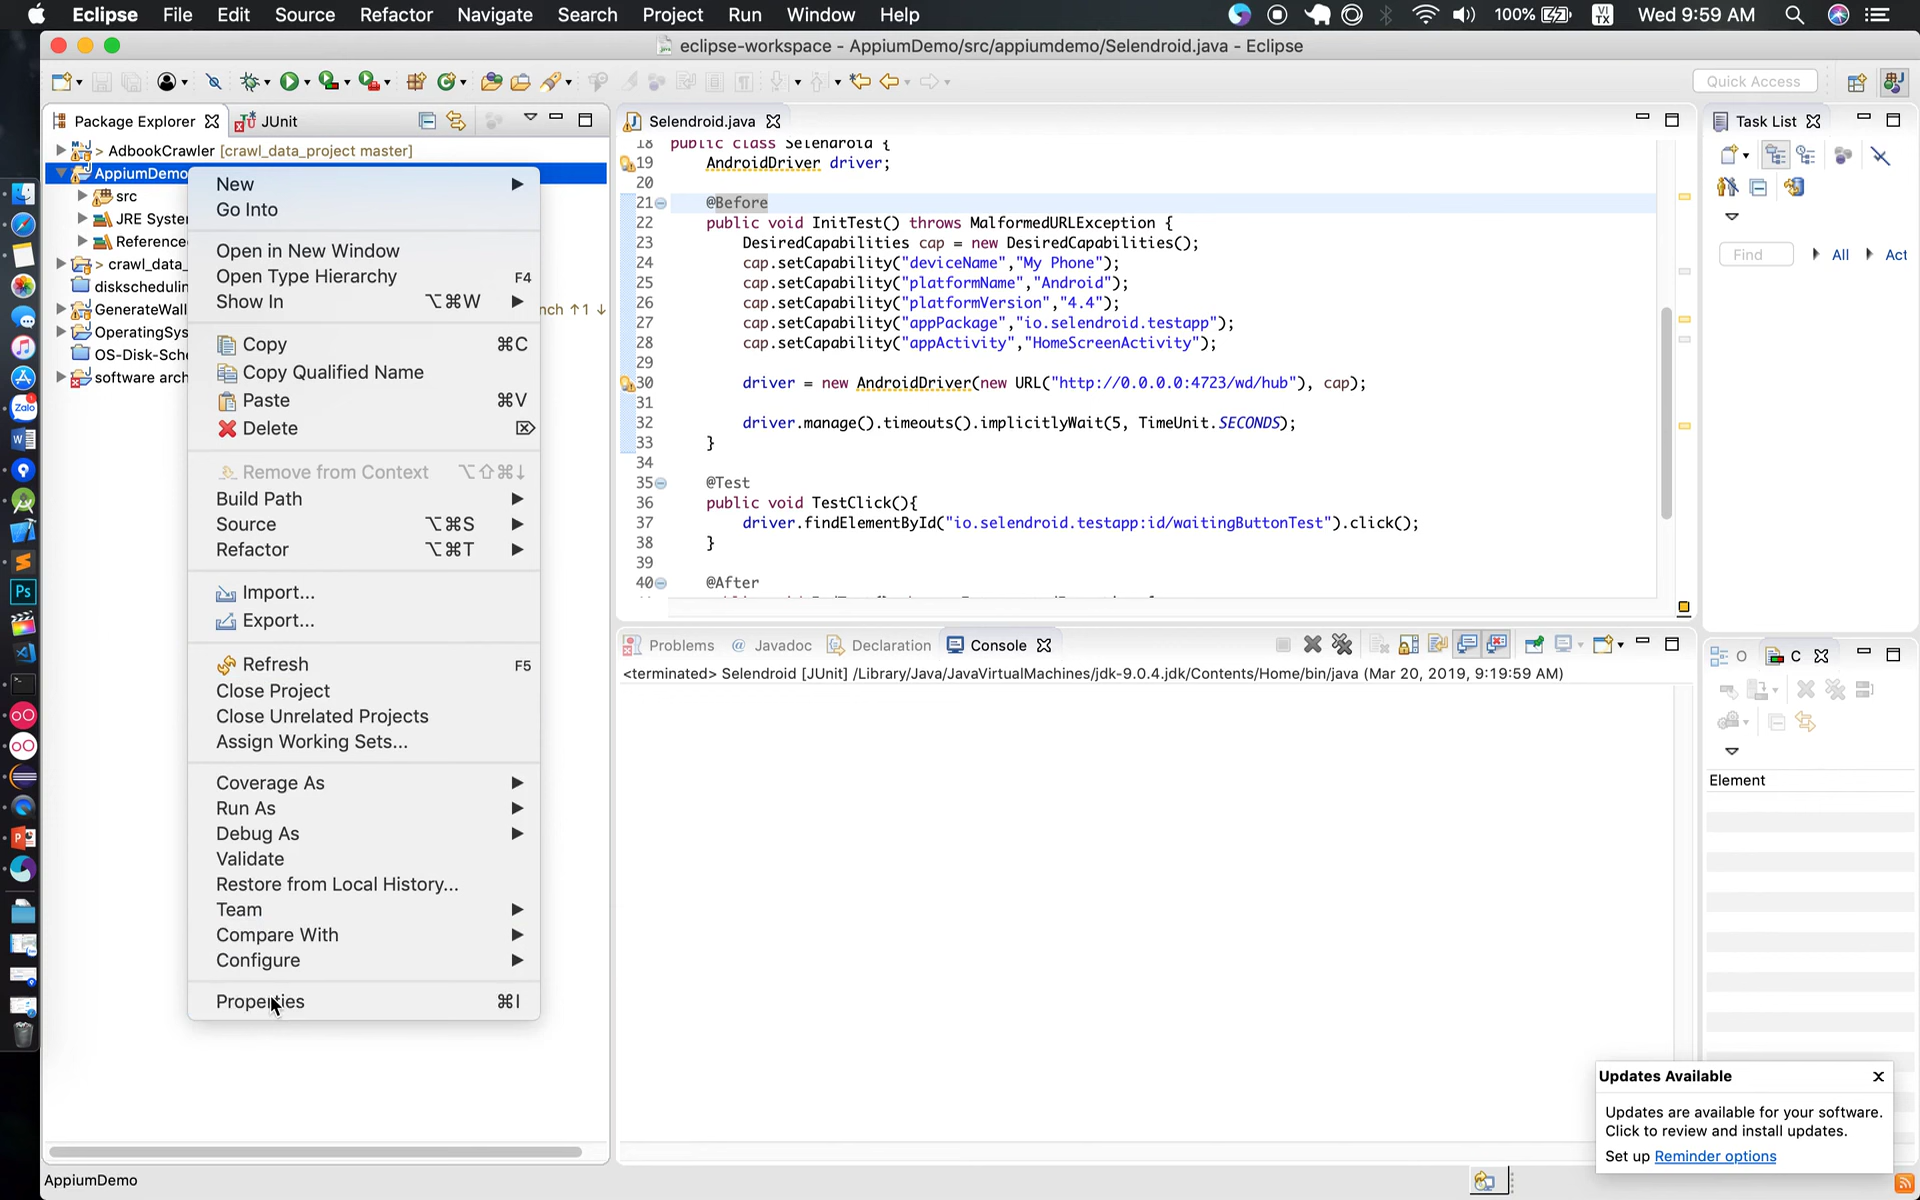 Eclipse File Edit Source Refactor Navigate Search Project Run Window Help 100% VI TX Wed 9:59 AM
eclipse-workspace - AppiumDemo/src/appiumdemo/Selendroid.java - Eclipse
Quick Access
Package Explorer JUnit
> AdbookCrawler [crawl_data_project master]
AppiumDemo
src
JRE Syster
Reference
> crawl_data_
diskschedulin
GenerateWall nch ↑1 ↓
OperatingSys
OS-Disk-Sche
software arch
New
Go Into
Open in New Window
Open Type Hierarchy F4
Show In ⌥⌘W
Copy ⌘C
Copy Qualified Name
Paste ⌘V
Delete ⌦
Remove from Context ⌥⇧⌘↓
Build Path
Source ⌥⌘S
Refactor ⌥⌘T
Import...
Export...
Refresh F5
Close Project
Close Unrelated Projects
Assign Working Sets...
Coverage As
Run As
Debug As
Validate
Restore from Local History...
Team
Compare With
Configure
Properties ⌘I
Selendroid.java
18 public class Selendroid {
19 AndroidDriver driver;
20
21 @Before
22 public void InitTest() throws MalformedURLException {
23 DesiredCapabilities cap = new DesiredCapabilities();
24 cap.setCapability("deviceName","My Phone");
25 cap.setCapability("platformName","Android");
26 cap.setCapability("platformVersion","4.4");
27 cap.setCapability("appPackage","io.selendroid.testapp");
28 cap.setCapability("appActivity","HomeScreenActivity");
29
30 driver = new AndroidDriver(new URL("http://0.0.0.0:4723/wd/hub"), cap);
31
32 driver.manage().timeouts().implicitlyWait(5, TimeUnit.SECONDS);
33 }
34
35 @Test
36 public void TestClick(){
37 driver.findElementById("io.selendroid.testapp:id/waitingButtonTest").click();
38 }
39
40 @After
Problems @ Javadoc Declaration Console
<terminated> Selendroid [JUnit] /Library/Java/JavaVirtualMachines/jdk-9.0.4.jdk/Contents/Home/bin/java (Mar 20, 2019, 9:19:59 AM)
Task List
Find All Act
O C
Element
Updates Available
Updates are available for your software.
Click to review and install updates.
Set up Reminder options
AppiumDemo
Zalo
Ps